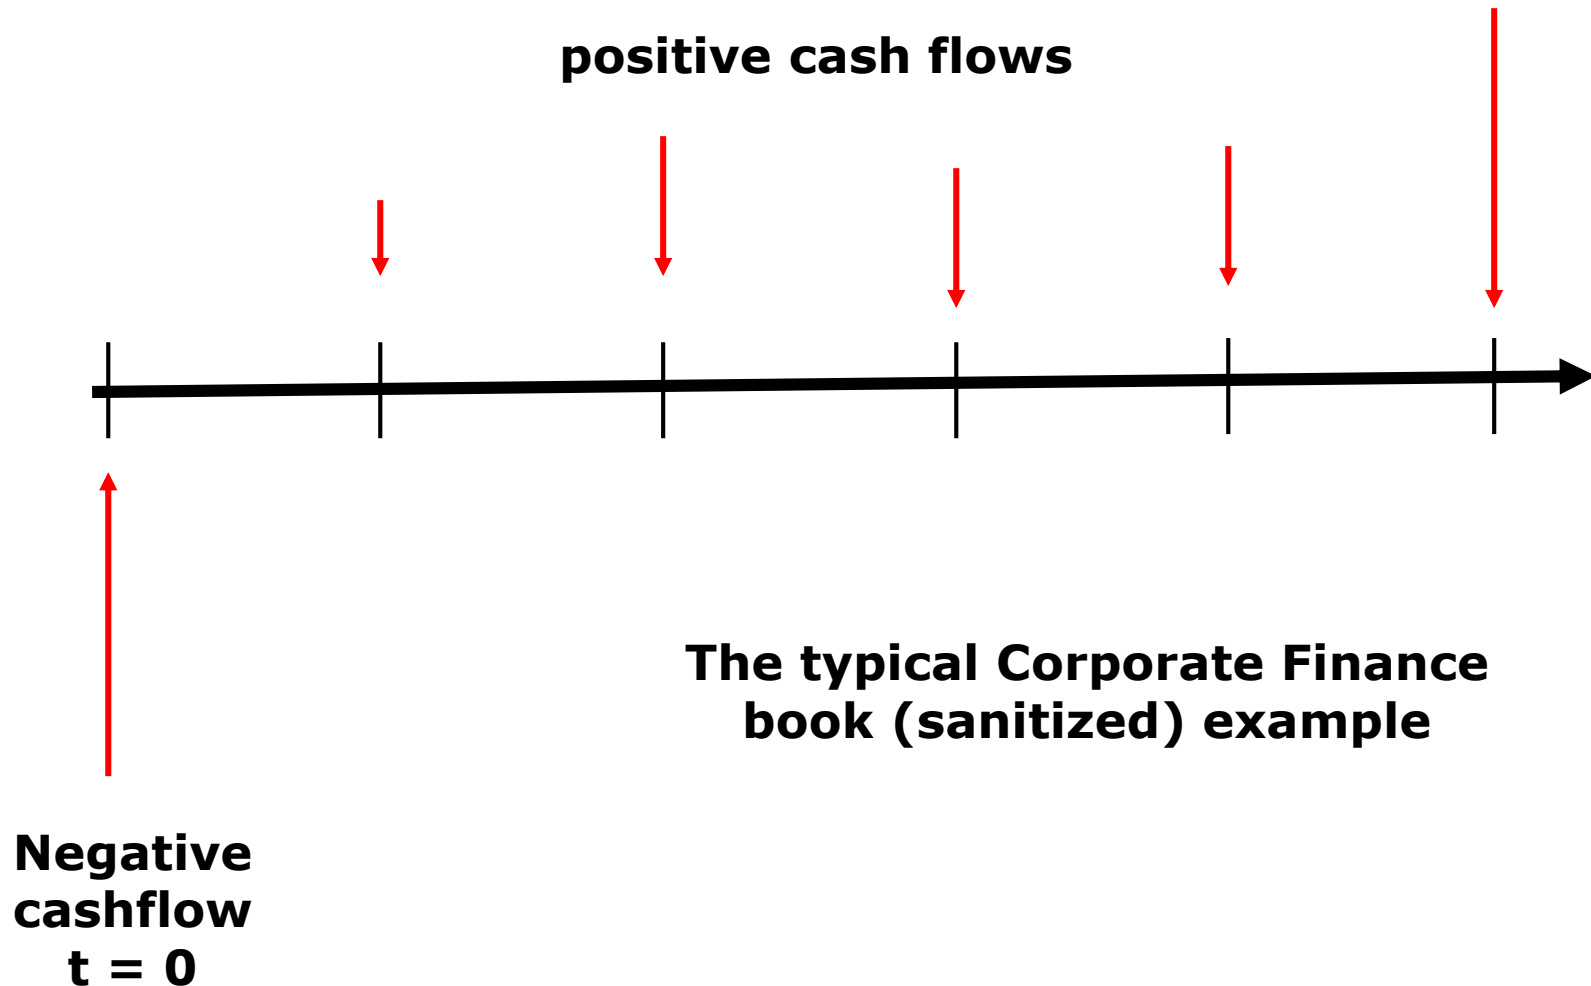 positive cash flows
The typical Corporate Finance
book (sanitized) example
Negative
cashflow
t = 0